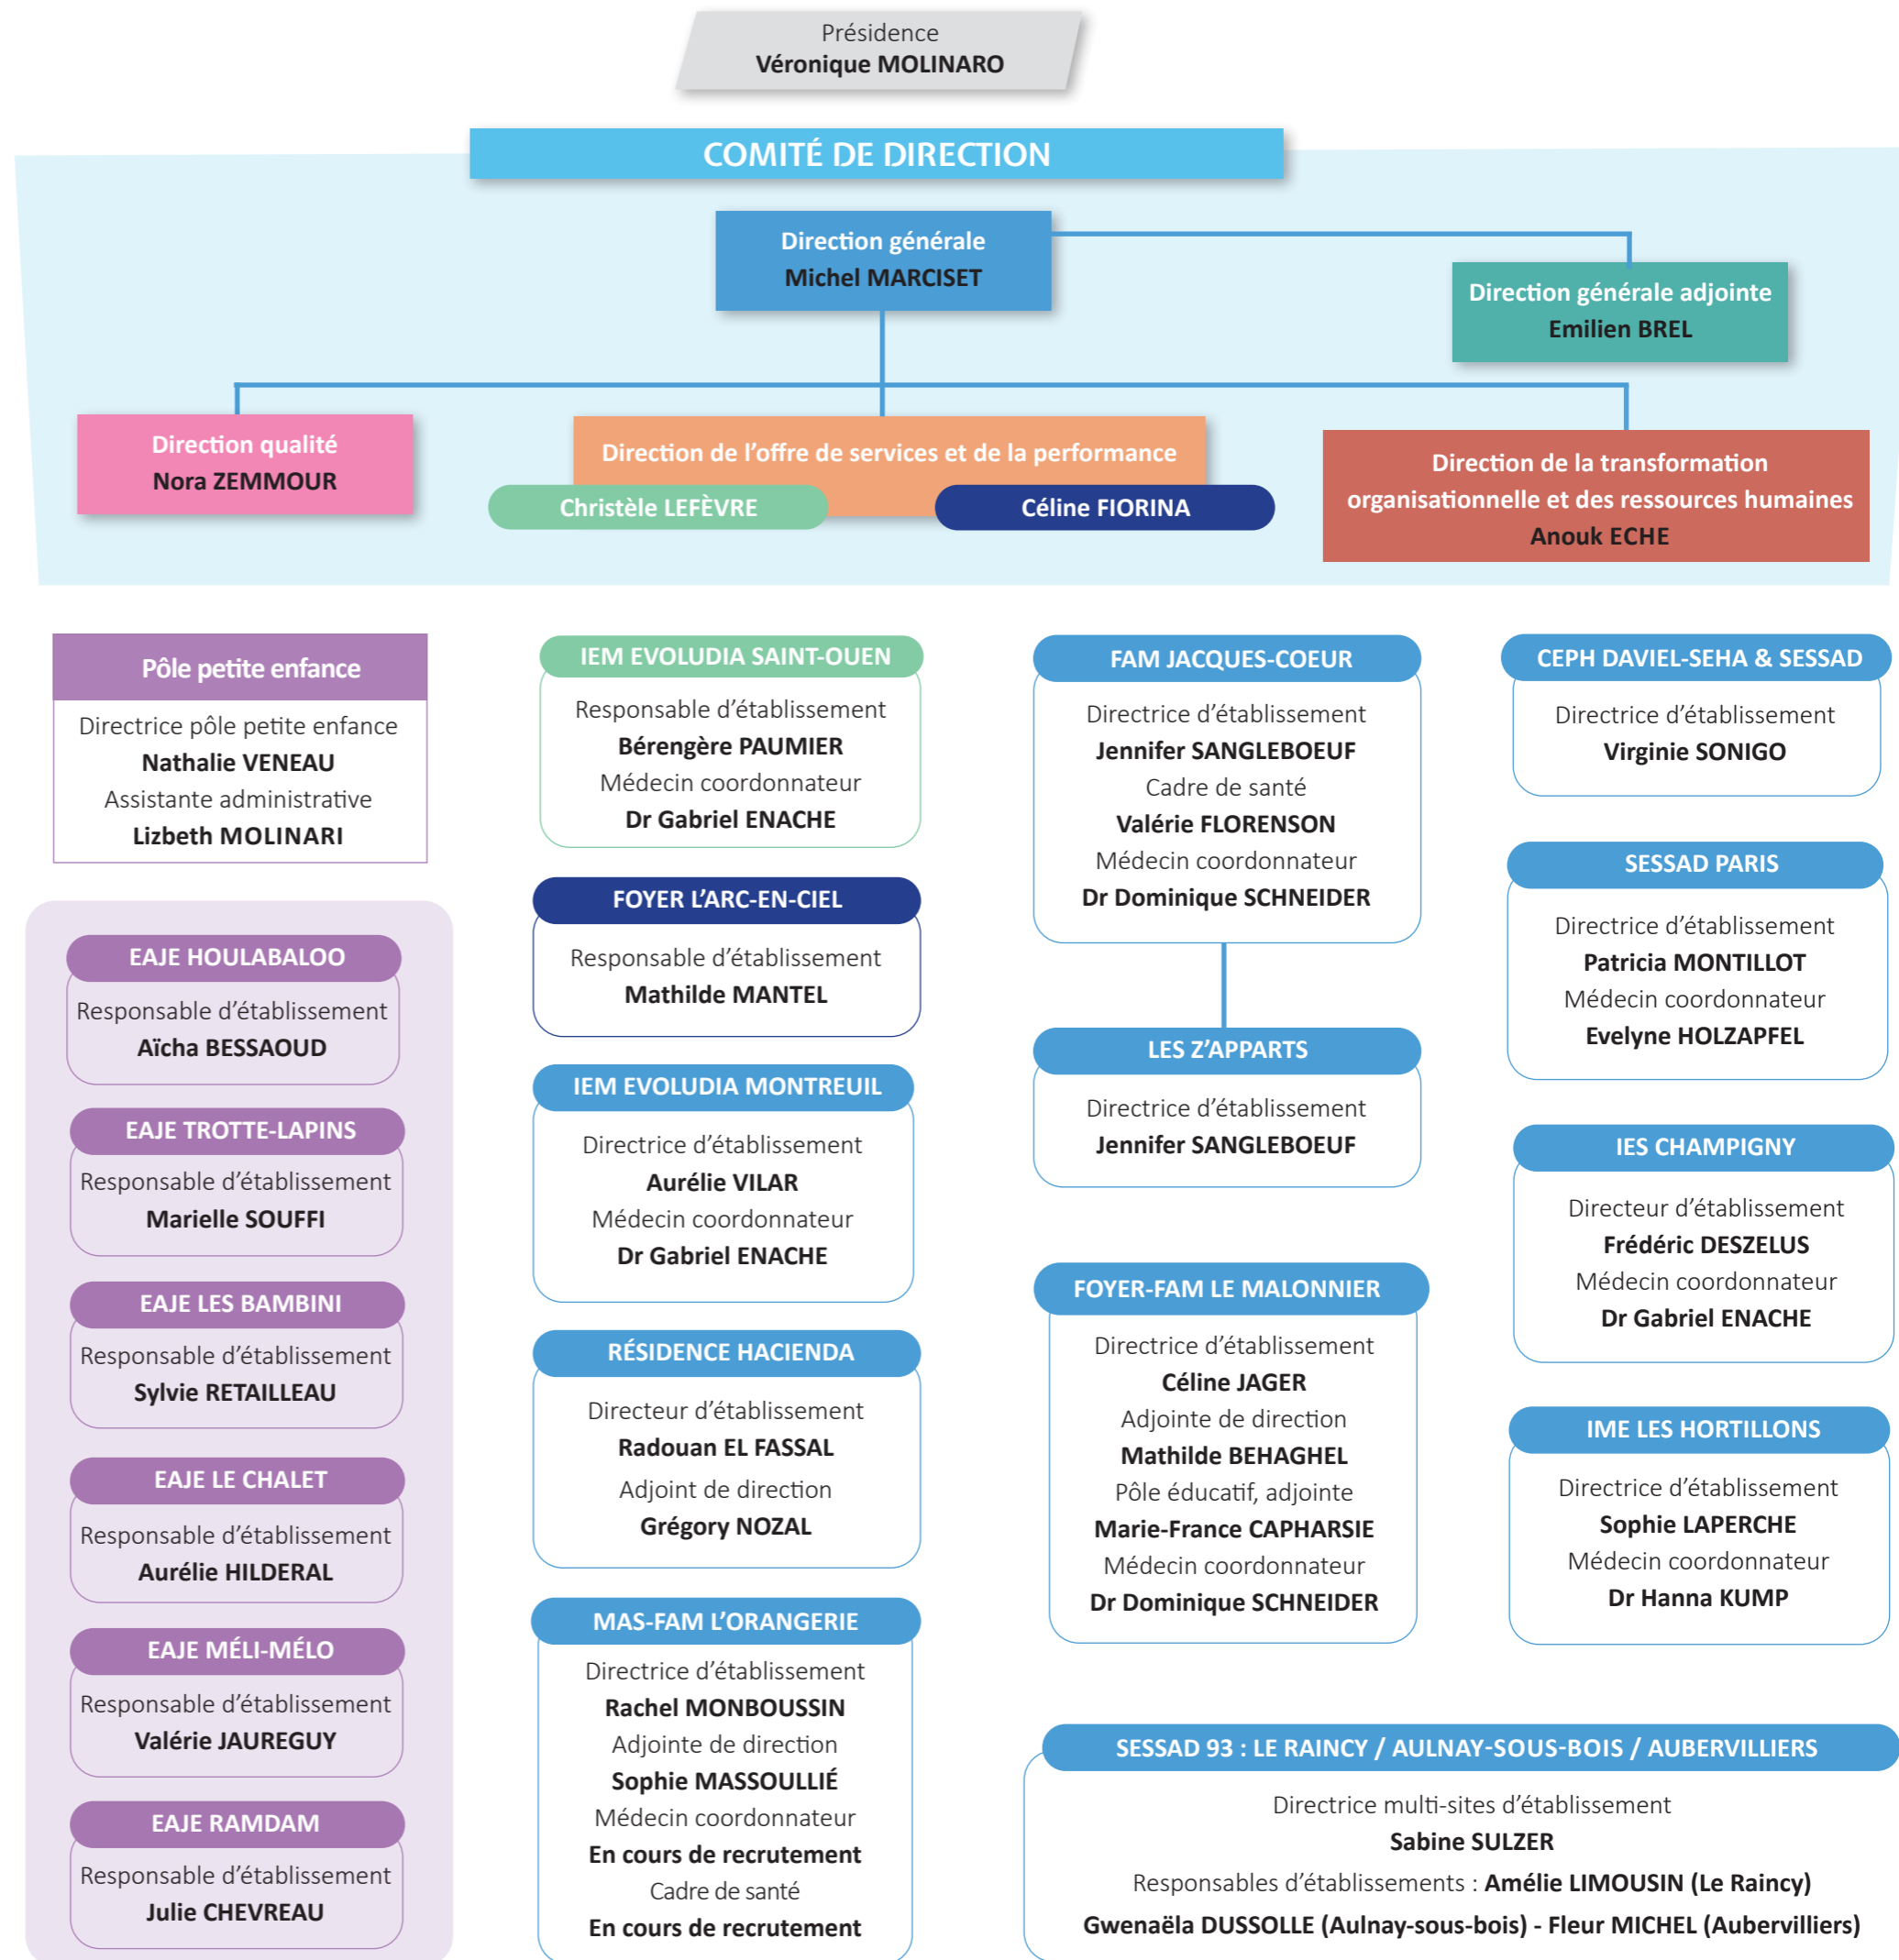 Présidence
Véronique MOLINARO
COMITÉ DE DIRECTION
Direction générale
Michel MARCISET
Direction générale adjointe
Emilien BREL
Direction qualité
Nora ZEMMOUR
Direction de l’offre de services et de la performance
Christèle LEFÈVRE
Céline FIORINA
Direction de la transformation
organisationnelle et des ressources humaines
Anouk ECHE
Pôle petite enfance
Directrice pôle petite enfance
Nathalie VENEAU
Assistante administrative
Lizbeth MOLINARI
EAJE HOULABALOO
Responsable d’établissement
Aïcha BESSAOUD
EAJE TROTTE-LAPINS
Responsable d’établissement
Marielle SOUFFI
EAJE LES BAMBINI
Responsable d’établissement
Sylvie RETAILLEAU
EAJE LE CHALET
Responsable d’établissement
Aurélie HILDERAL
EAJE MÉLI-MÉLO
Responsable d’établissement
Valérie JAUREGUY
EAJE RAMDAM
Responsable d’établissement
Julie CHEVREAU
IEM EVOLUDIA SAINT-OUEN
Responsable d’établissement
Bérengère PAUMIER
Médecin coordonnateur
Dr Gabriel ENACHE
FOYER L’ARC-EN-CIEL
Responsable d’établissement
Mathilde MANTEL
IEM EVOLUDIA MONTREUIL
Directrice d’établissement
Aurélie VILAR
Médecin coordonnateur
Dr Gabriel ENACHE
RÉSIDENCE HACIENDA
Directeur d’établissement
Radouan EL FASSAL
Adjoint de direction
Grégory NOZAL
MAS-FAM L’ORANGERIE
Directrice d’établissement
Rachel MONBOUSSIN
Adjointe de direction
Sophie MASSOULLIÉ
Médecin coordonnateur
En cours de recrutement
Cadre de santé
En cours de recrutement
FAM JACQUES-COEUR
Directrice d’établissement
Jennifer SANGLEBOEUF
Cadre de santé
Valérie FLORENSON
Médecin coordonnateur
Dr Dominique SCHNEIDER
LES Z’APPARTS
Directrice d’établissement
Jennifer SANGLEBOEUF
FOYER-FAM LE MALONNIER
Directrice d’établissement
Céline JAGER
Adjointe de direction
Mathilde BEHAGHEL
Pôle éducatif, adjointe
Marie-France CAPHARSIE
Médecin coordonnateur
Dr Dominique SCHNEIDER
CEPH DAVIEL-SEHA & SESSAD
Directrice d’établissement
Virginie SONIGO
SESSAD PARIS
Directrice d’établissement
Patricia MONTILLOT
Médecin coordonnateur
Evelyne HOLZAPFEL
IES CHAMPIGNY
Directeur d’établissement
Frédéric DESZELUS
Médecin coordonnateur
Dr Gabriel ENACHE
IME LES HORTILLONS
Directrice d’établissement
Sophie LAPERCHE
Médecin coordonnateur
Dr Hanna KUMP
SESSAD 93 : LE RAINCY / AULNAY-SOUS-BOIS / AUBERVILLIERS
Directrice multi-sites d’établissement
Sabine SULZER
Responsables d’établissements : Amélie LIMOUSIN (Le Raincy)
Gwenaëla DUSSOLLE (Aulnay-sous-bois) - Fleur MICHEL (Aubervilliers)